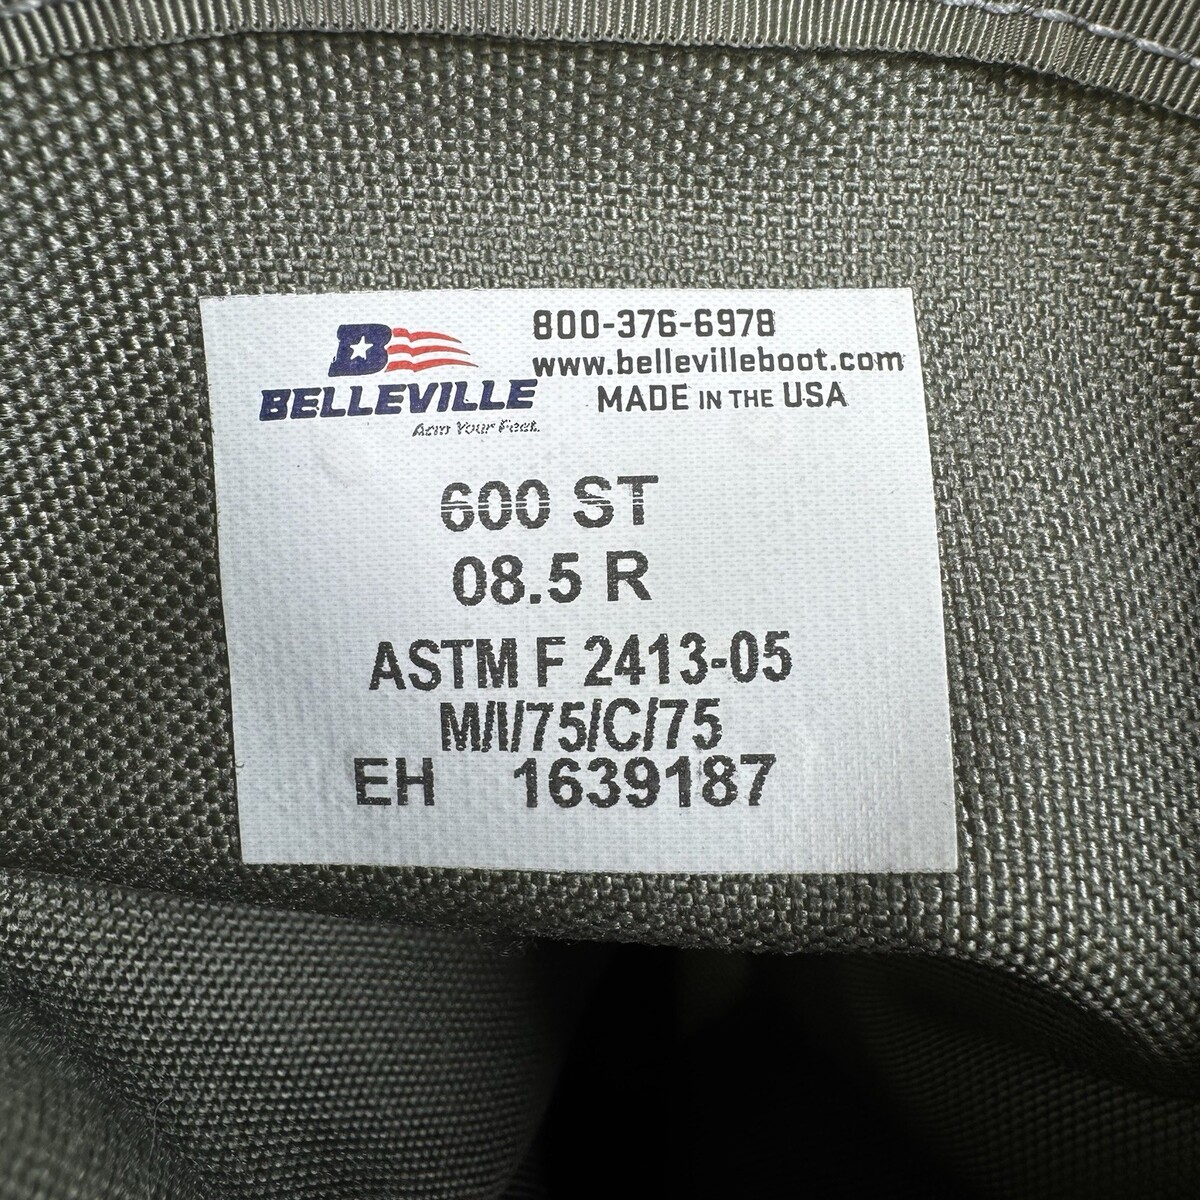 B
800-376-6978
www.bellevilleboot.com
BELLEVILLE
MADE IN THE USA
Arm Your Feet.
600 ST
08.5 R
ASTM F 2413-05
M/I/75/C/75
EH 1639187